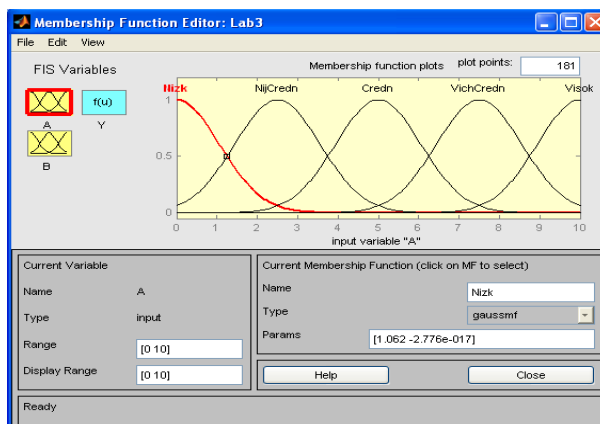 Membership Function Editor: Lab3
File Edit View
FIS Variables
f(u)
A
Y
B
Membership function plots
plot points:
181
Nizk
NijCredn
Credn
VichCredn
Visok
1
0.5
0
0 1 2 3 4 5 6 7 8 9 10
input variable "A"
Current Variable
Name A
Type input
Range [0 10]
Display Range [0 10]
Current Membership Function (click on MF to select)
Name Nizk
Type gaussmf
Params [1.062 -2.776e-017]
Help
Close
Ready